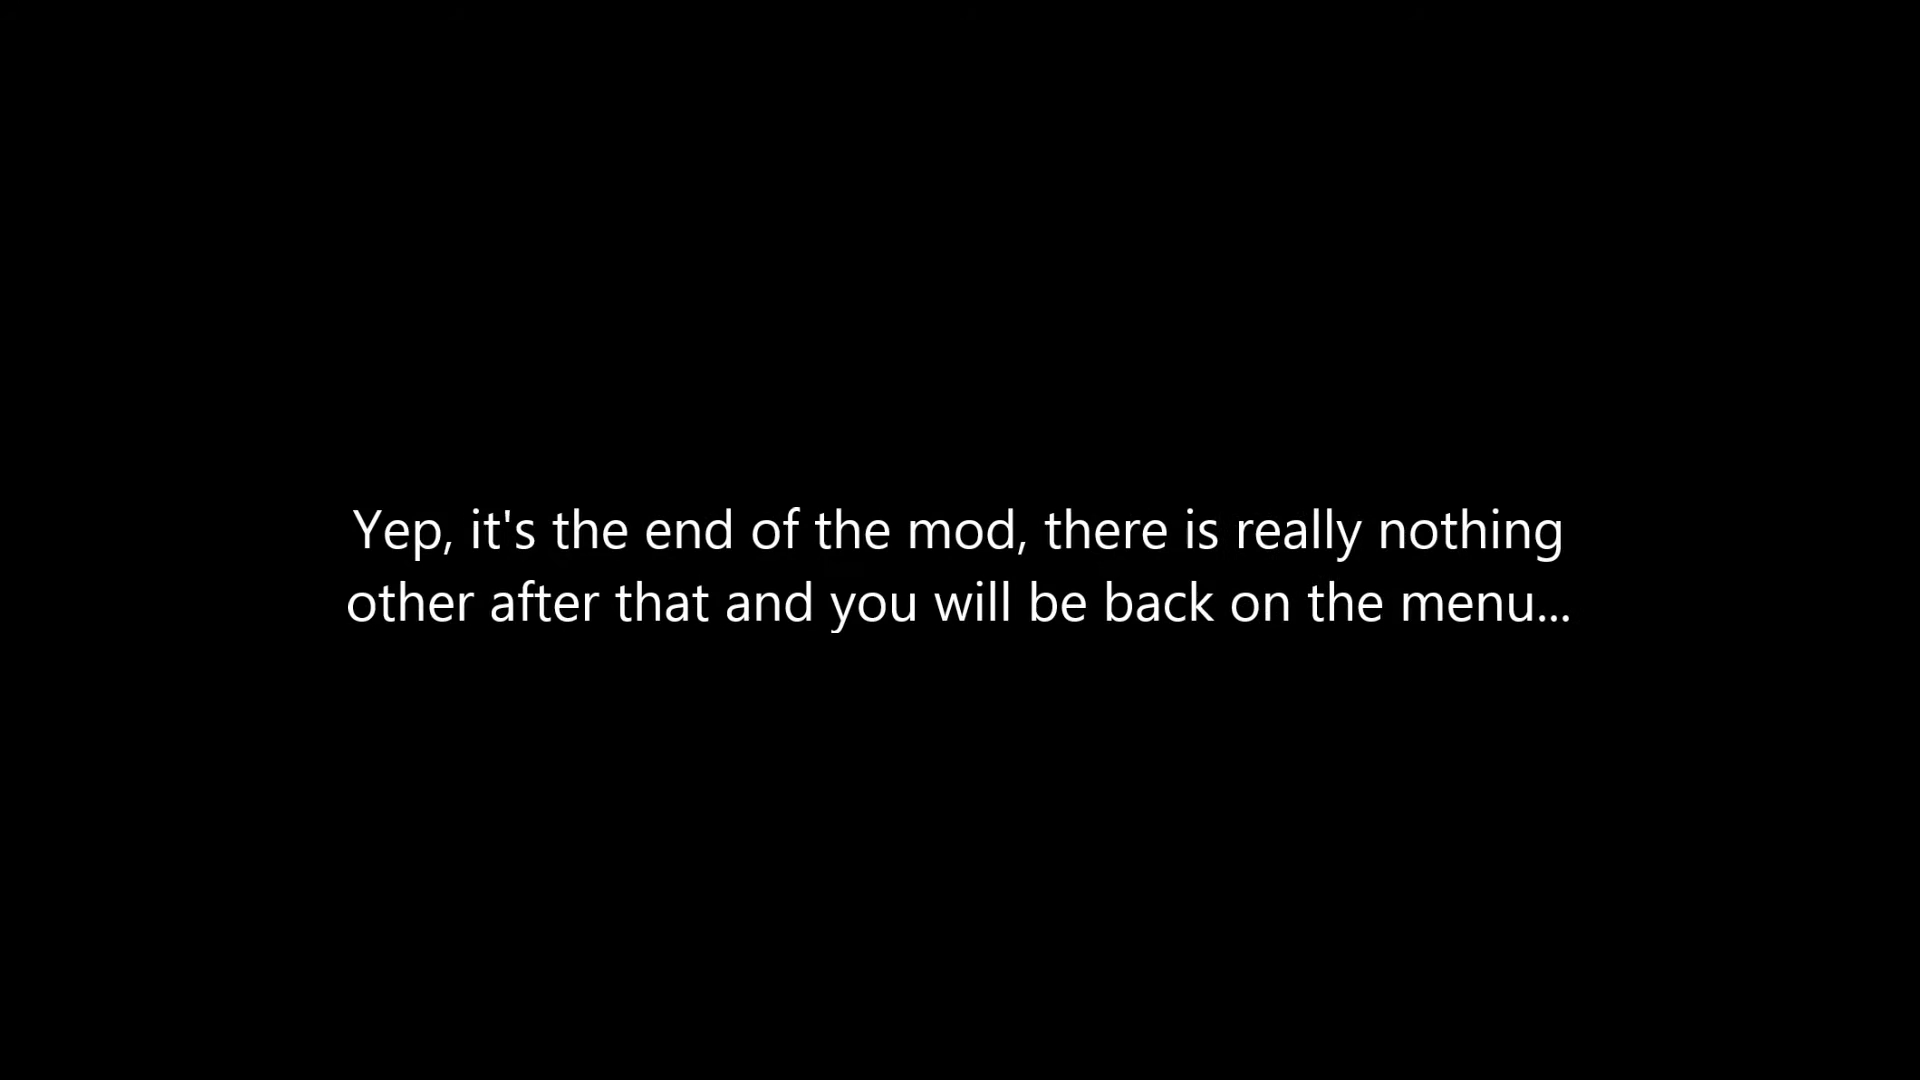 Yep, it's the end of the mod, there is really nothing
other after that and you will be back on the menu...